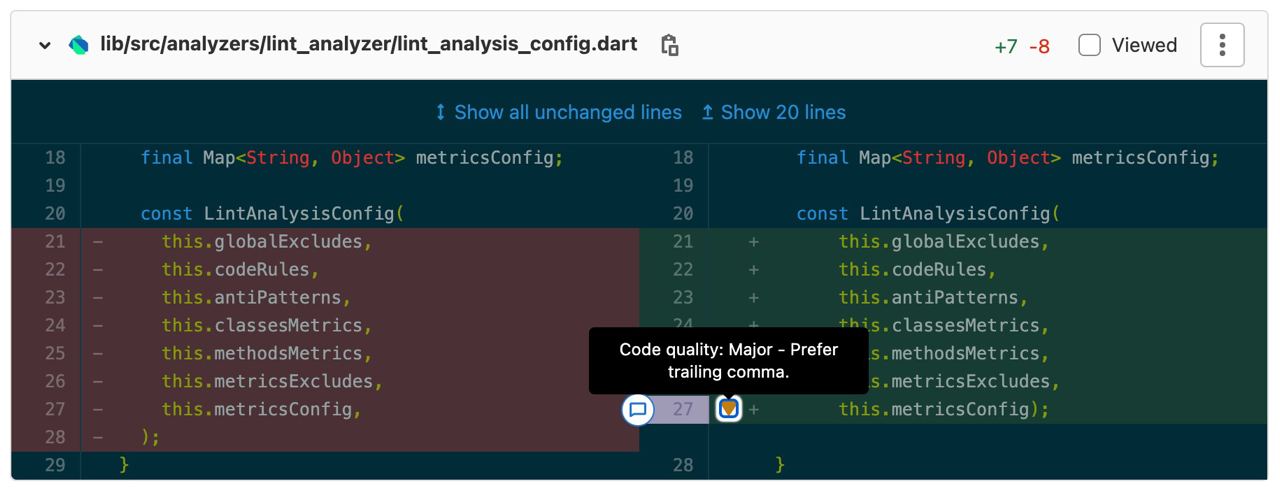 lib/src/analyzers/lint_analyzer/lint_analysis_config.dart +7 -8 Viewed
Show all unchanged lines Show 20 lines
18 final Map<String, Object> metricsConfig; 18 final Map<String, Object> metricsConfig;
19 19
20 const LintAnalysisConfig( 20 const LintAnalysisConfig(
21 - this.globalExcludes, 21 + this.globalExcludes,
22 - this.codeRules, 22 + this.codeRules,
23 - this.antiPatterns, 23 + this.antiPatterns,
24 - this.classesMetrics, 24 + this.classesMetrics,
25 - this.methodsMetrics, s.methodsMetrics,
26 - this.metricsExcludes, s.metricsExcludes,
Code quality: Major - Prefer
trailing comma.
27 - this.metricsConfig, 27 + this.metricsConfig);
28 - );
29 } 28 }